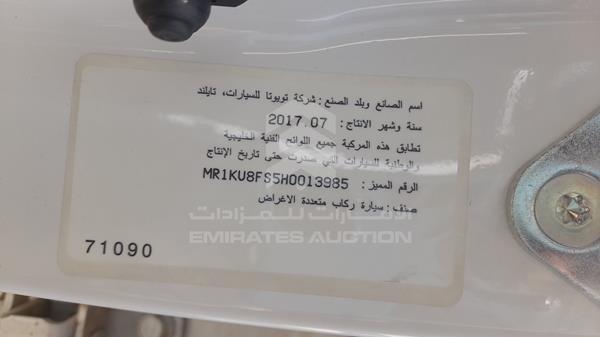 اسم الصانع وبلد الصنع : شركة تويوتا للسيارات، تايلند
سنة وشهر الانتاج : 2017.07
تطابق هذه المركبة جميع اللوائح الفنية الخليجية
والوطنية للسيارات التي صدرت حتى تاريخ الإنتاج
الرقم المميز : MR1KU8FS5H0013985
صنف : سيارة ركاب متعددة الاغراض
الامارات للمزادات
EMIRATES AUCTION
71090